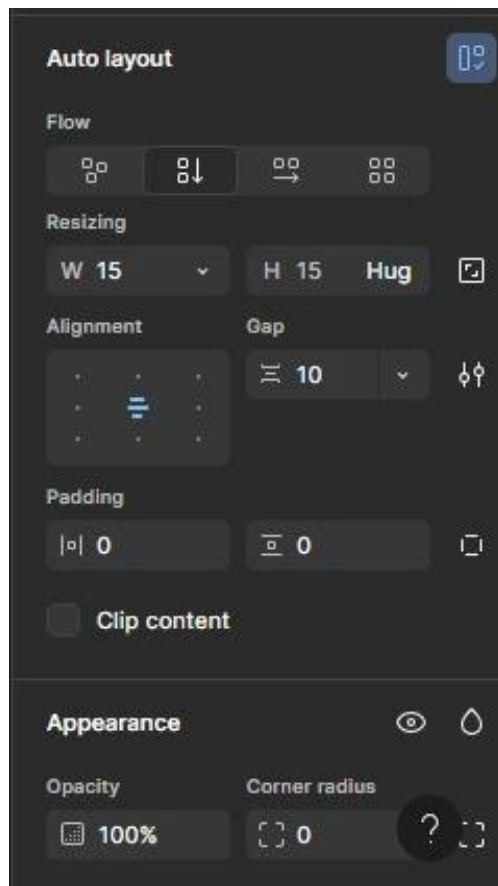 Auto layout
Flow
Resizing
W 15 H 15 Hug
Alignment Gap
10
Padding
0 0
Clip content
Appearance
Opacity Corner radius
100% 0 ?